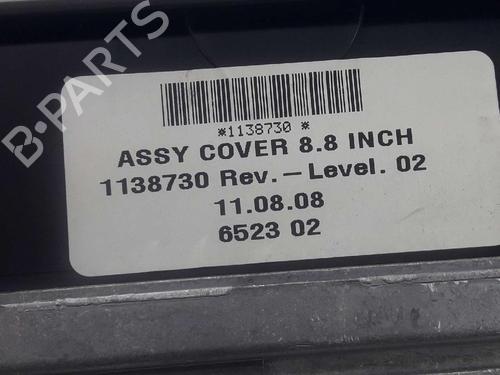 B-PARTS
*1138730 *
ASSY COVER 8.8 INCH
1138730 Rev.-Level. 02
11.08.08
6523 02